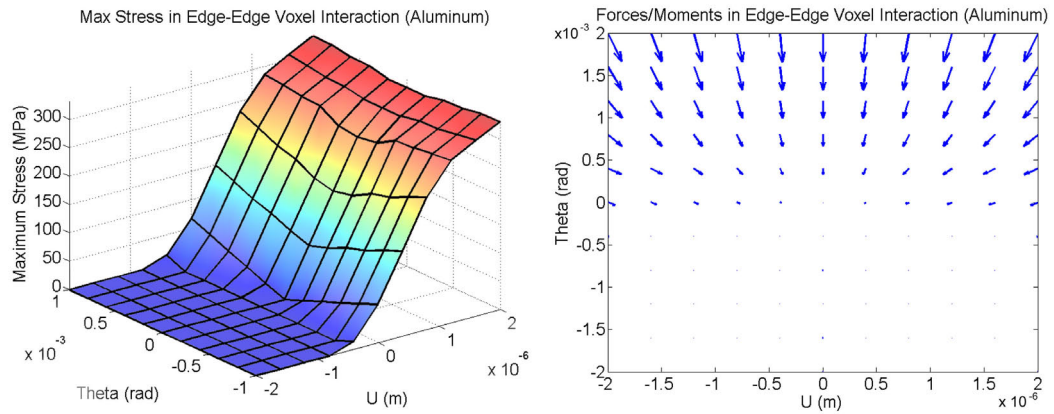 Max Stress in Edge-Edge Voxel Interaction (Aluminum)
Maximum Stress (MPa)
300
250
200
150
100
50
0
1
0.5
0
-0.5
-1
x 10⁻³
Theta (rad)
-2
-1
0
1
2
x 10⁻⁶
U (m)
Forces/Moments in Edge-Edge Voxel Interaction (Aluminum)
x10⁻³
2
1.5
1
0.5
0
-0.5
-1
-1.5
-2
Theta (rad)
-2 -1.5 -1 -0.5 0 0.5 1 1.5 2
U (m)
x 10⁻⁶